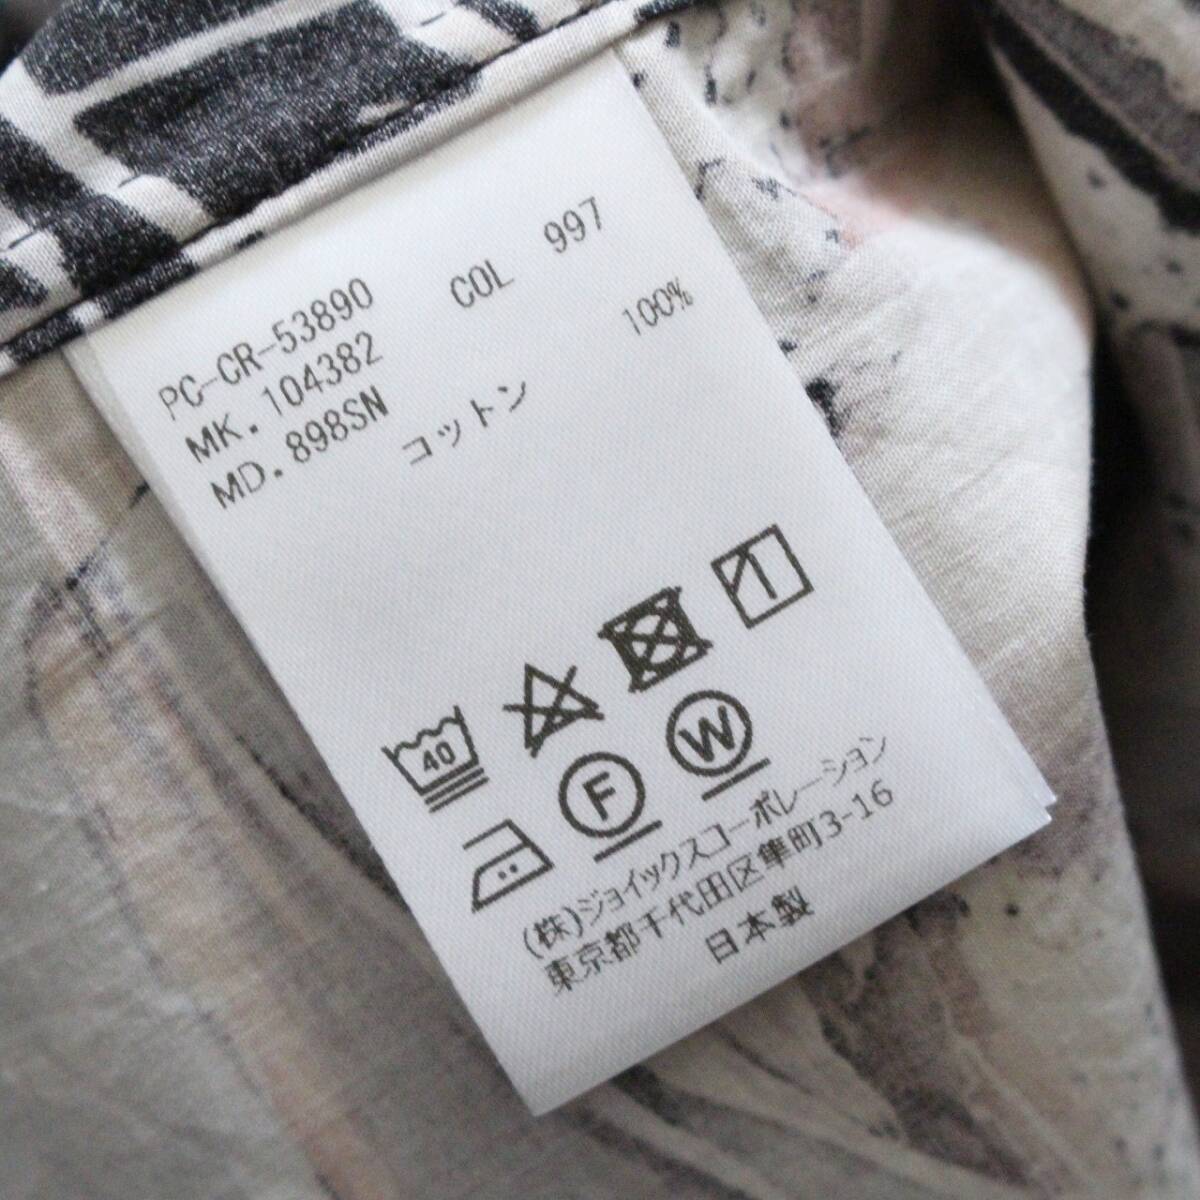 PC-CR-53890 COL 997
MK. 104382
MD. 898SN
コットン 100%
40
F W
(株)ジョイックスコーポレーション
東京都千代田区隼町3-16
日本製